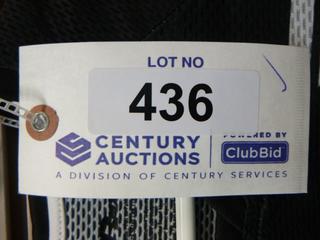 LOT NO
436
CENTURY AUCTIONS
POWERED BY
ClubBid
A DIVISION OF CENTURY SERVICES